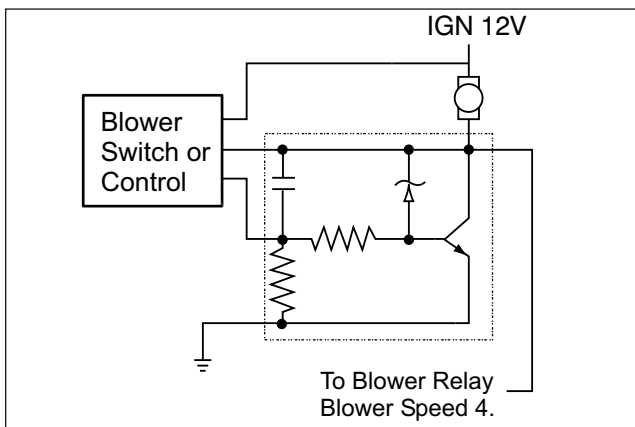 IGN 12V
Blower
Switch or
Control
To Blower Relay
Blower Speed 4.